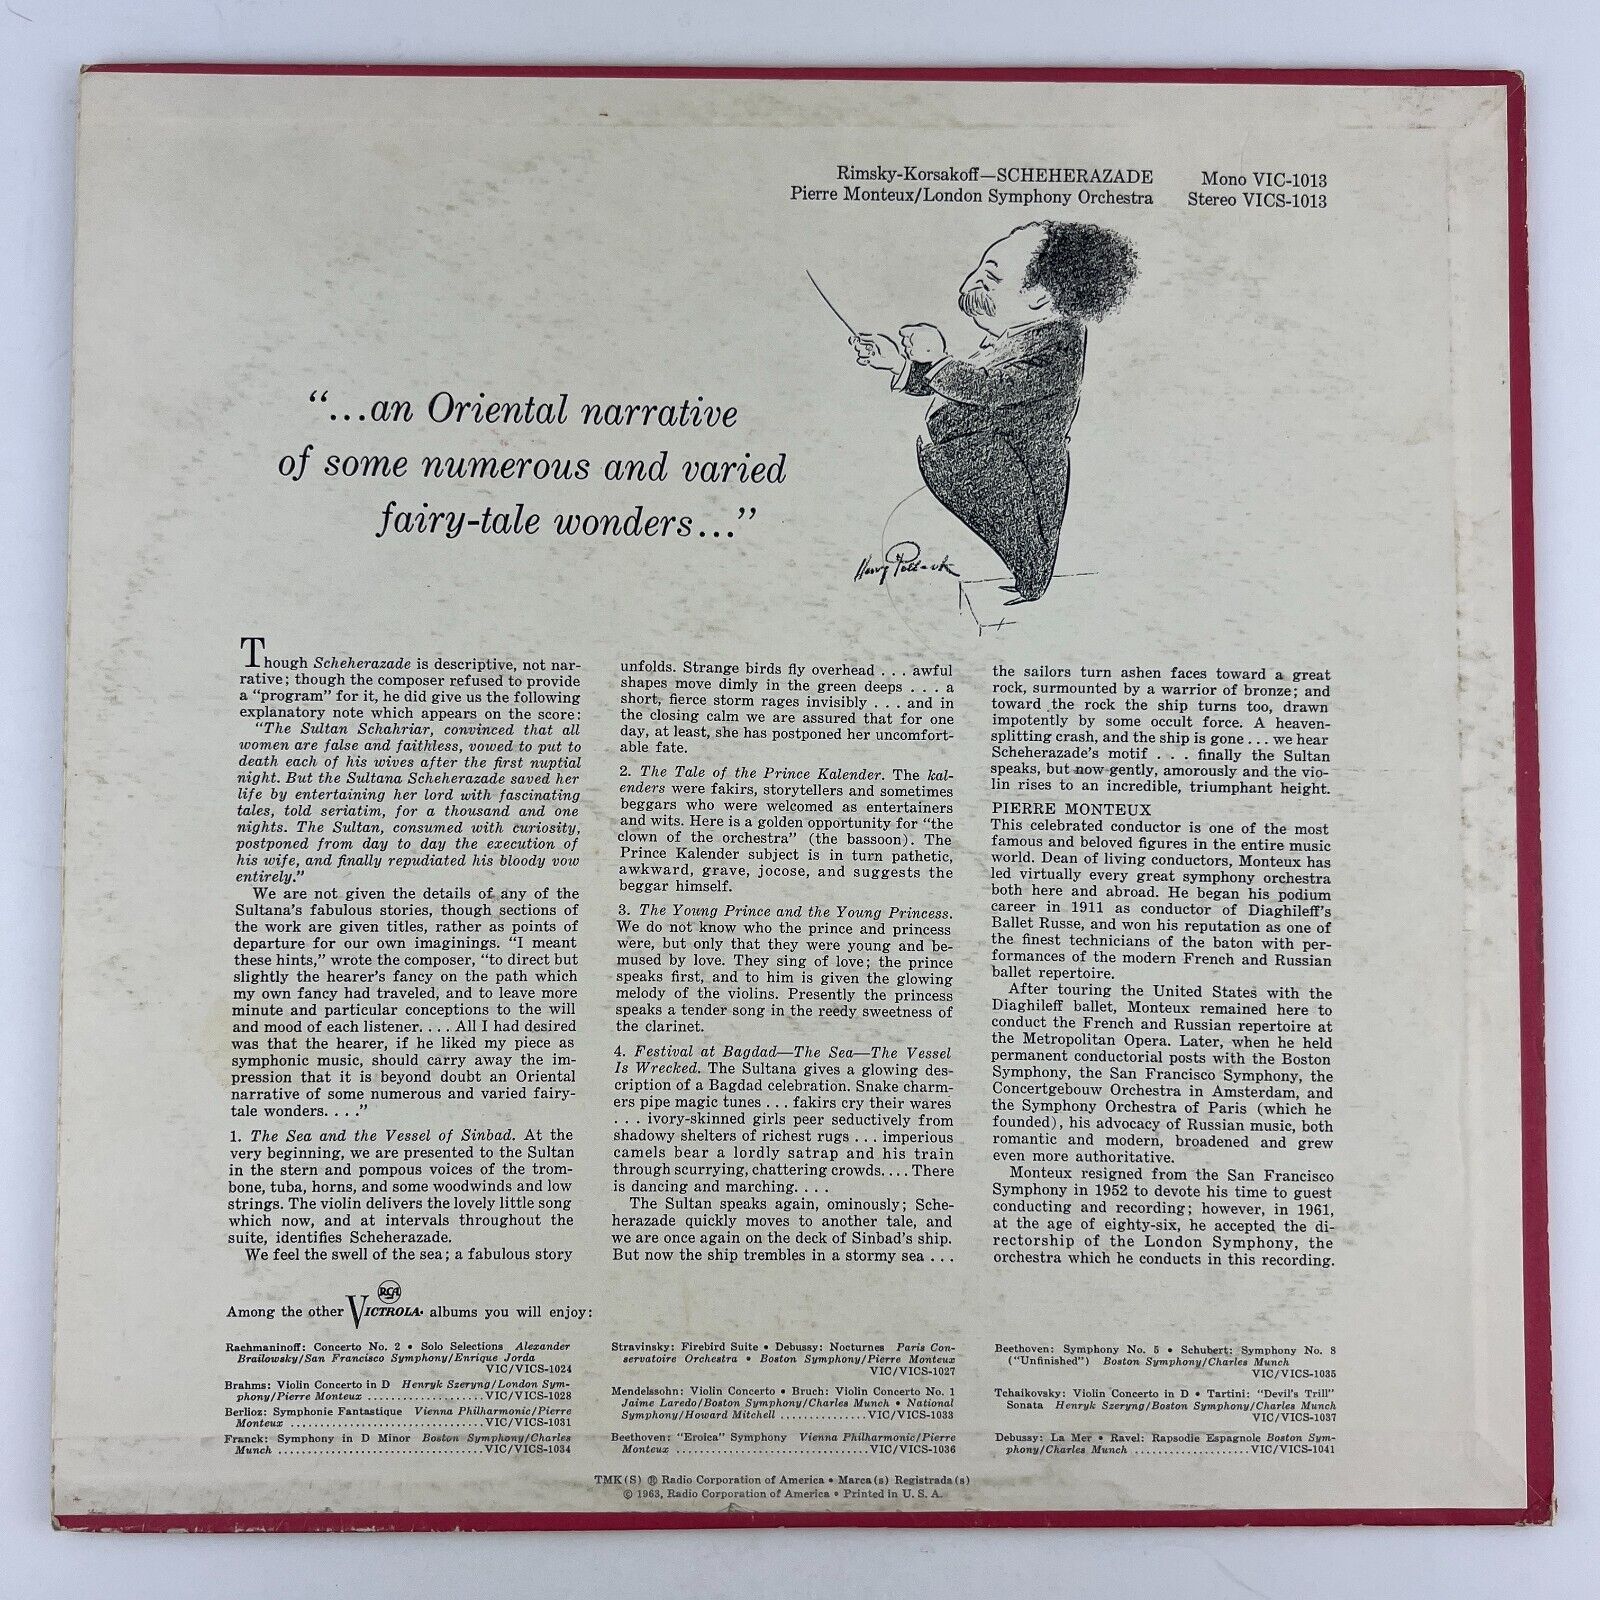 Rimsky-Korsakoff—SCHEHERAZADE Mono VIC-1013
Pierre Monteux/London Symphony Orchestra Stereo VICS-1013
“...an Oriental narrative
of some numerous and varied
fairy-tale wonders...”
Though Scheherazade is descriptive, not nar-
rative; though the composer refused to provide
a “program” for it, he did give us the following
explanatory note which appears on the score:
“The Sultan Schahriar, convinced that all
women are false and faithless, vowed to put to
death each of his wives after the first nuptial
night. But the Sultana Scheherazade saved her
life by entertaining her lord with fascinating
tales, told seriatim, for a thousand and one
nights. The Sultan, consumed with curiosity,
postponed from day to day the execution of
his wife, and finally repudiated his bloody vow
entirely.”
We are not given the details of any of the
Sultana’s fabulous stories, though sections of
the work are given titles, rather as points of
departure for our own imaginings. “I meant
these hints,” wrote the composer, “to direct but
slightly the hearer’s fancy on the path which
my own fancy had traveled, and to leave more
minute and particular conceptions to the will
and mood of each listener. . . . All I had desired
was that the hearer, if he liked my piece as
symphonic music, should carry away the im-
pression that it is beyond doubt an Oriental
narrative of some numerous and varied fairy-
tale wonders. . . .”
1. The Sea and the Vessel of Sinbad. At the
very beginning, we are presented to the Sultan
in the stern and pompous voices of the trom-
bone, tuba, horns, and some woodwinds and low
strings. The violin delivers the lovely little song
which now, and at intervals throughout the
suite, identifies Scheherazade.
We feel the swell of the sea; a fabulous story
unfolds. Strange birds fly overhead . . . awful
shapes move dimly in the green deeps . . . a
short, fierce storm rages invisibly . . . and in
the closing calm we are assured that for one
day, at least, she has postponed her uncomfort-
able fate.
2. The Tale of the Prince Kalender. The kal-
enders were fakirs, storytellers and sometimes
beggars who were welcomed as entertainers
and wits. Here is a golden opportunity for “the
clown of the orchestra” (the bassoon). The
Prince Kalender subject is in turn pathetic,
awkward, grave, jocose, and suggests the
beggar himself.
3. The Young Prince and the Young Princess.
We do not know who the prince and princess
were, but only that they were young and be-
mused by love. They sing of love; the prince
speaks first, and to him is given the glowing
melody of the violins. Presently the princess
speaks a tender song in the reedy sweetness of
the clarinet.
4. Festival at Bagdad—The Sea—The Vessel
Is Wrecked. The Sultana gives a glowing des-
cription of a Bagdad celebration. Snake charm-
ers pipe magic tunes . . . fakirs cry their wares
. . . ivory-skinned girls peer seductively from
shadowy shelters of richest rugs . . . imperious
camels bear a lordly satrap and his train
through scurrying, chattering crowds. . . . There
is dancing and marching. . . .
The Sultan speaks again, ominously; Sche-
herazade quickly moves to another tale, and
we are once again on the deck of Sinbad’s ship.
But now the ship trembles in a stormy sea . . .
the sailors turn ashen faces toward a great
rock, surmounted by a warrior of bronze; and
toward the rock the ship turns too, drawn
impotently by some occult force. A heaven-
splitting crash, and the ship is gone . . . we hear
Scheherazade’s motif . . . finally the Sultan
speaks, but now gently, amorously and the vio-
lin rises to an incredible, triumphant height.
PIERRE MONTEUX
This celebrated conductor is one of the most
famous and beloved figures in the entire music
world. Dean of living conductors, Monteux has
led virtually every great symphony orchestra
both here and abroad. He began his podium
career in 1911 as conductor of Diaghileff’s
Ballet Russe, and won his reputation as one of
the finest technicians of the baton with per-
formances of the modern French and Russian
ballet repertoire.
After touring the United States with the
Diaghileff ballet, Monteux remained here to
conduct the French and Russian repertoire at
the Metropolitan Opera. Later, when he held
permanent conductorial posts with the Boston
Symphony, the San Francisco Symphony, the
Concertgebouw Orchestra in Amsterdam, and
the Symphony Orchestra of Paris (which he
founded), his advocacy of Russian music, both
romantic and modern, broadened and grew
even more authoritative.
Monteux resigned from the San Francisco
Symphony in 1952 to devote his time to guest
conducting and recording; however, in 1961,
at the age of eighty-six, he accepted the di-
rectorship of the London Symphony, the
orchestra which he conducts in this recording.
RCA
Among the other VICTROLA albums you will enjoy:
Rachmaninoff: Concerto No. 2 • Solo Selections Alexander
Brailowsky/San Francisco Symphony/Enrique Jorda
VIC/VICS-1024
Brahms: Violin Concerto in D Henryk Szeryng/London Sym-
phony/Pierre Monteux .................... VIC/VICS-1028
Berlioz: Symphonie Fantastique Vienna Philharmonic/Pierre
Monteux ................................ VIC/VICS-1031
Franck: Symphony in D Minor Boston Symphony/Charles
Munch .................................. VIC/VICS-1034
Stravinsky: Firebird Suite • Debussy: Nocturnes Paris Con-
servatoire Orchestra • Boston Symphony/Pierre Monteux
VIC/VICS-1027
Mendelssohn: Violin Concerto • Bruch: Violin Concerto No. 1
Jaime Laredo/Boston Symphony/Charles Munch • National
Symphony/Howard Mitchell ............... VIC/VICS-1033
Beethoven: “Eroica” Symphony Vienna Philharmonic/Pierre
Monteux ................................ VIC/VICS-1036
Beethoven: Symphony No. 5 • Schubert: Symphony No. 8
(“Unfinished”) Boston Symphony/Charles Munch
VIC/VICS-1035
Tchaikovsky: Violin Concerto in D • Tartini: “Devil’s Trill”
Sonata Henryk Szeryng/Boston Symphony/Charles Munch
VIC/VICS-1037
Debussy: La Mer • Ravel: Rapsodie Espagnole Boston Sym-
phony/Charles Munch .................... VIC/VICS-1041
TMK(S) ® Radio Corporation of America • Marca(s) Registrada(s)
© 1963, Radio Corporation of America • Printed in U. S. A.